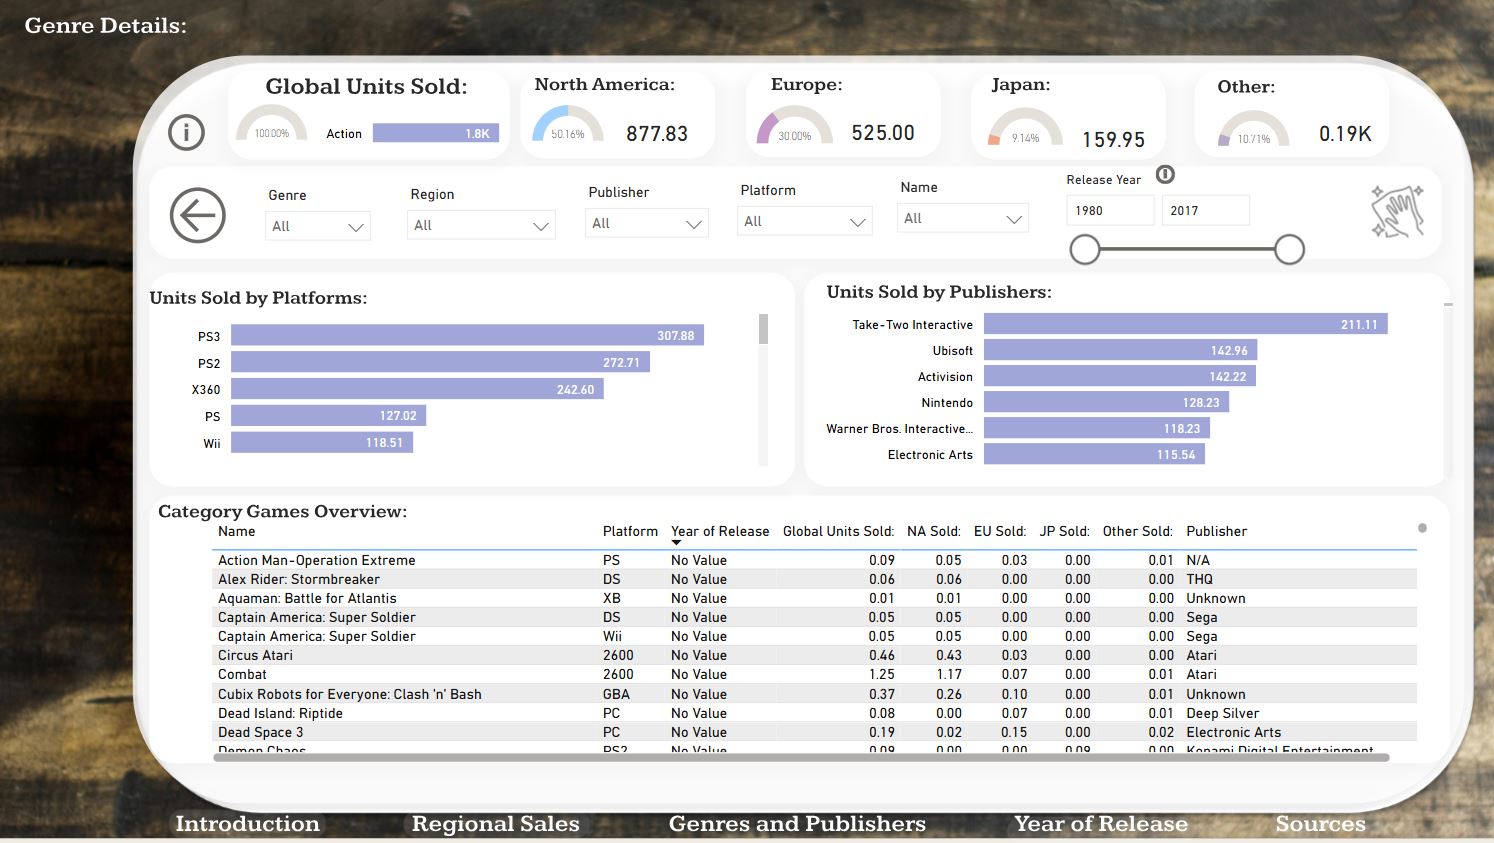 Genre Details:
Global Units Sold:
100.00%
Action
1.8K
North America:
50.16%
877.83
Europe:
30.00%
525.00
Japan:
9.14%
159.95
Other:
10.71%
0.19K
Genre
All
Region
All
Publisher
All
Platform
All
Name
All
Release Year
1980
2017
Units Sold by Platforms:
PS3 307.88
PS2 272.71
X360 242.60
PS 127.02
Wii 118.51
Units Sold by Publishers:
Take-Two Interactive 211.11
Ubisoft 142.96
Activision 142.22
Nintendo 128.23
Warner Bros. Interactive... 118.23
Electronic Arts 115.54
Category Games Overview:
Name Platform Year of Release Global Units Sold: NA Sold: EU Sold: JP Sold: Other Sold: Publisher
Action Man-Operation Extreme PS No Value 0.09 0.05 0.03 0.00 0.01 N/A
Alex Rider: Stormbreaker DS No Value 0.06 0.06 0.00 0.00 0.00 THQ
Aquaman: Battle for Atlantis XB No Value 0.01 0.01 0.00 0.00 0.00 Unknown
Captain America: Super Soldier DS No Value 0.05 0.05 0.00 0.00 0.00 Sega
Captain America: Super Soldier Wii No Value 0.05 0.05 0.00 0.00 0.00 Sega
Circus Atari 2600 No Value 0.46 0.43 0.03 0.00 0.00 Atari
Combat 2600 No Value 1.25 1.17 0.07 0.00 0.01 Atari
Cubix Robots for Everyone: Clash 'n' Bash GBA No Value 0.37 0.26 0.10 0.00 0.01 Unknown
Dead Island: Riptide PC No Value 0.08 0.00 0.07 0.00 0.01 Deep Silver
Dead Space 3 PC No Value 0.19 0.02 0.15 0.00 0.02 Electronic Arts
Demon Chaos PS2 No Value 0.09 0.00 0.00 0.09 0.00 Konami Digital Entertainment
Introduction
Regional Sales
Genres and Publishers
Year of Release
Sources